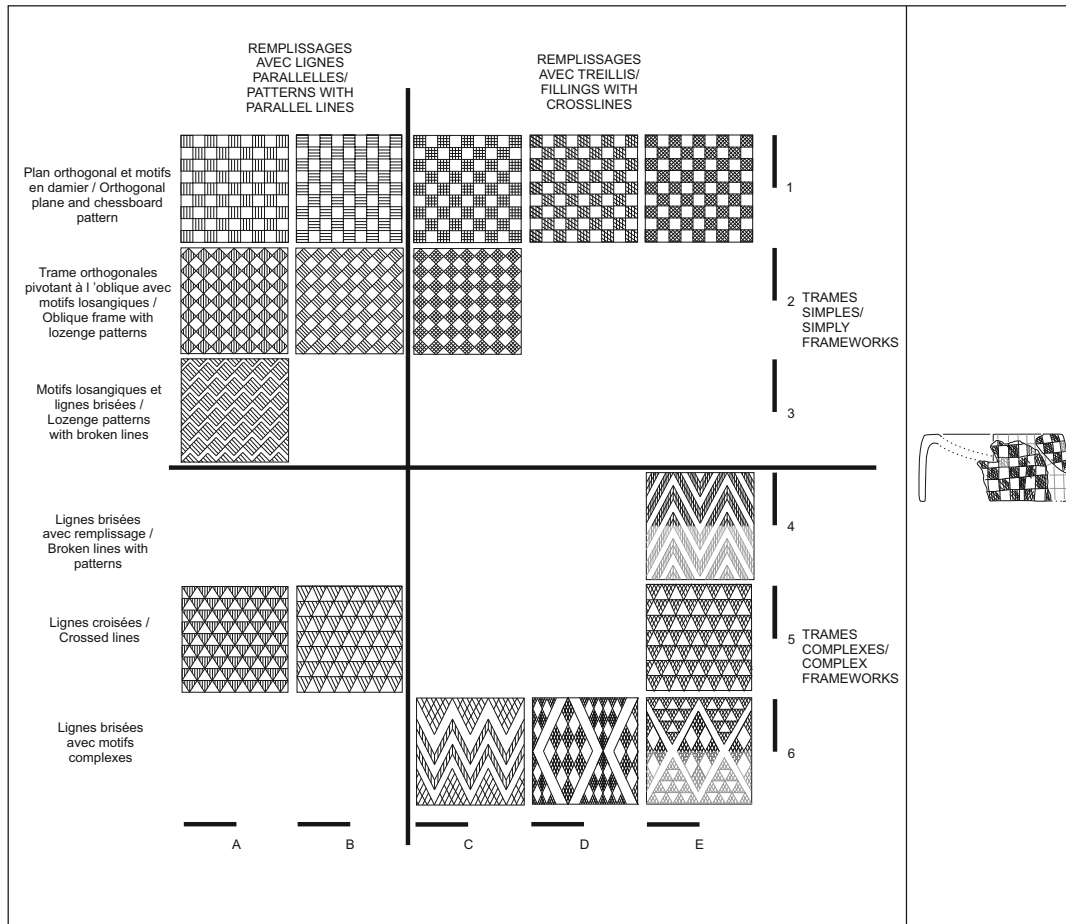 REMPLISSAGES
AVEC LIGNES
PARALLELES/
PATTERNS WITH
PARALLEL LINES
REMPLISSAGES
AVEC TREILLIS/
FILLINGS WITH
CROSSLINES
Plan orthogonal et motifs
en damier / Orthogonal
plane and chessboard
pattern
1
Trame orthogonales
pivotant à l 'oblique avec
motifs losangiques /
Oblique frame with
lozenge patterns
2
TRAMES
SIMPLES/
SIMPLY
FRAMEWORKS
Motifs losangiques et
lignes brisées /
Lozenge patterns
with broken lines
3
Lignes brisées
avec remplissage /
Broken lines with
patterns
4
Lignes croisées /
Crossed lines
5
TRAMES
COMPLEXES/
COMPLEX
FRAMEWORKS
Lignes brisées
avec motifs
complexes
6
A
B
C
D
E